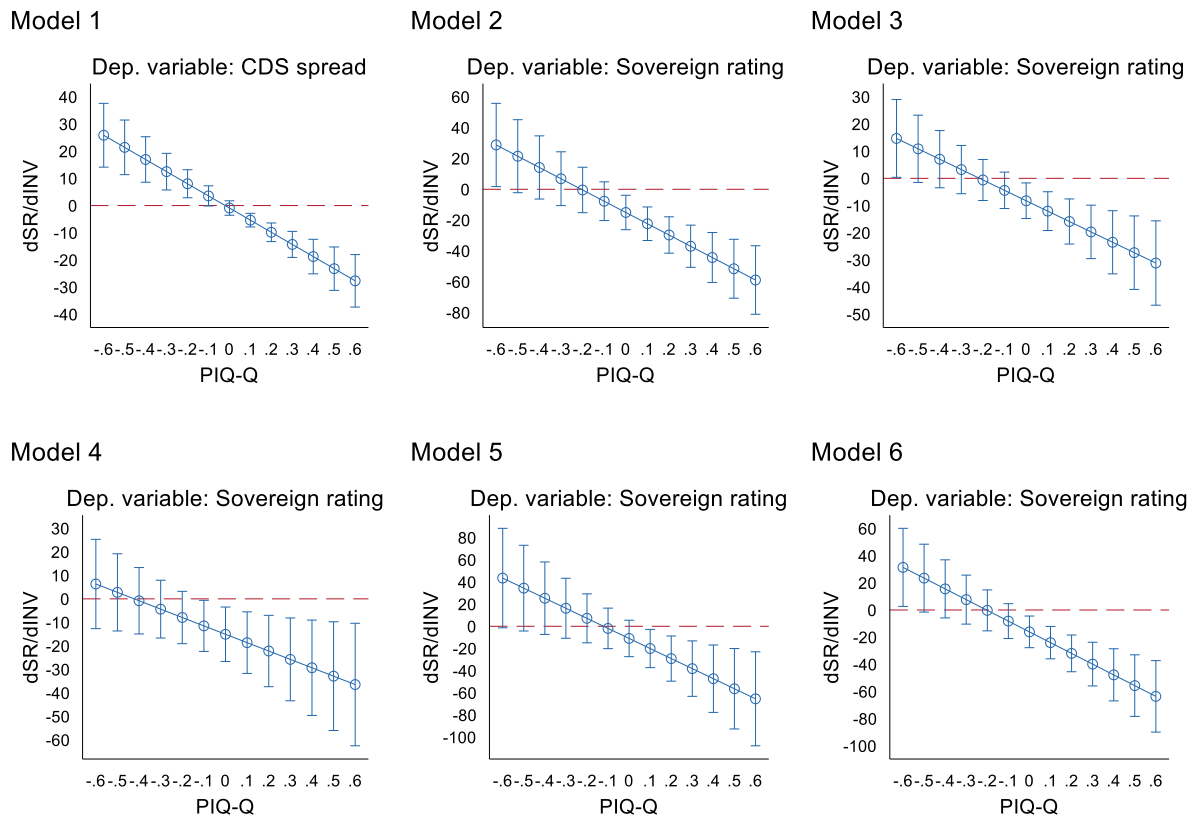 Model 1
Model 2
Model 3
Dep. variable: CDS spread
Dep. variable: Sovereign rating
Dep. variable: Sovereign rating
dSR/dINV
40
30
20
10
0
-10
-20
-30
-40
-.6 -.5 -.4 -.3 -.2 -.1 0 .1 .2 .3 .4 .5 .6
PIQ-Q
dSR/dINV
60
40
20
0
-20
-40
-60
-80
-.6 -.5 -.4 -.3 -.2 -.1 0 .1 .2 .3 .4 .5 .6
PIQ-Q
dSR/dINV
30
20
10
0
-10
-20
-30
-40
-50
-.6 -.5 -.4 -.3 -.2 -.1 0 .1 .2 .3 .4 .5 .6
PIQ-Q
Model 4
Model 5
Model 6
Dep. variable: Sovereign rating
Dep. variable: Sovereign rating
Dep. variable: Sovereign rating
dSR/dINV
30
20
10
0
-10
-20
-30
-40
-50
-60
-.6 -.5 -.4 -.3 -.2 -.1 0 .1 .2 .3 .4 .5 .6
PIQ-Q
dSR/dINV
80
60
40
20
0
-20
-40
-60
-80
-100
-.6 -.5 -.4 -.3 -.2 -.1 0 .1 .2 .3 .4 .5 .6
PIQ-Q
dSR/dINV
60
40
20
0
-20
-40
-60
-80
-100
-.6 -.5 -.4 -.3 -.2 -.1 0 .1 .2 .3 .4 .5 .6
PIQ-Q